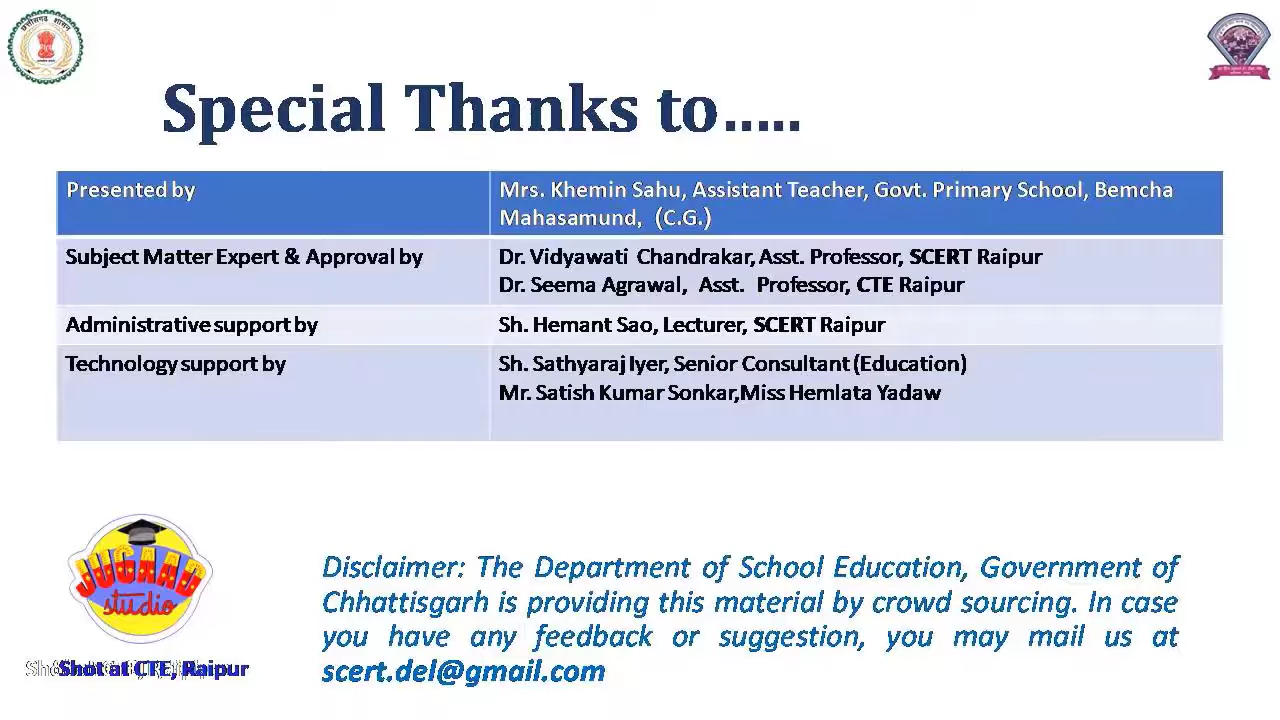 छत्तीसगढ़ शासन
Special Thanks to.....
Presented by
Mrs. Khemin Sahu, Assistant Teacher, Govt. Primary School, Bemcha
Mahasamund, (C.G.)
Subject Matter Expert & Approval by
Dr. Vidyawati Chandrakar, Asst. Professor, SCERT Raipur
Dr. Seema Agrawal, Asst. Professor, CTE Raipur
Administrative support by
Sh. Hemant Sao, Lecturer, SCERT Raipur
Technology support by
Sh. Sathyaraj Iyer, Senior Consultant (Education)
Mr. Satish Kumar Sonkar,Miss Hemlata Yadaw
JUGAAD
studio
Shot at CTE, Raipur
Disclaimer: The Department of School Education, Government of
Chhattisgarh is providing this material by crowd sourcing. In case
you have any feedback or suggestion, you may mail us at
scert.del@gmail.com